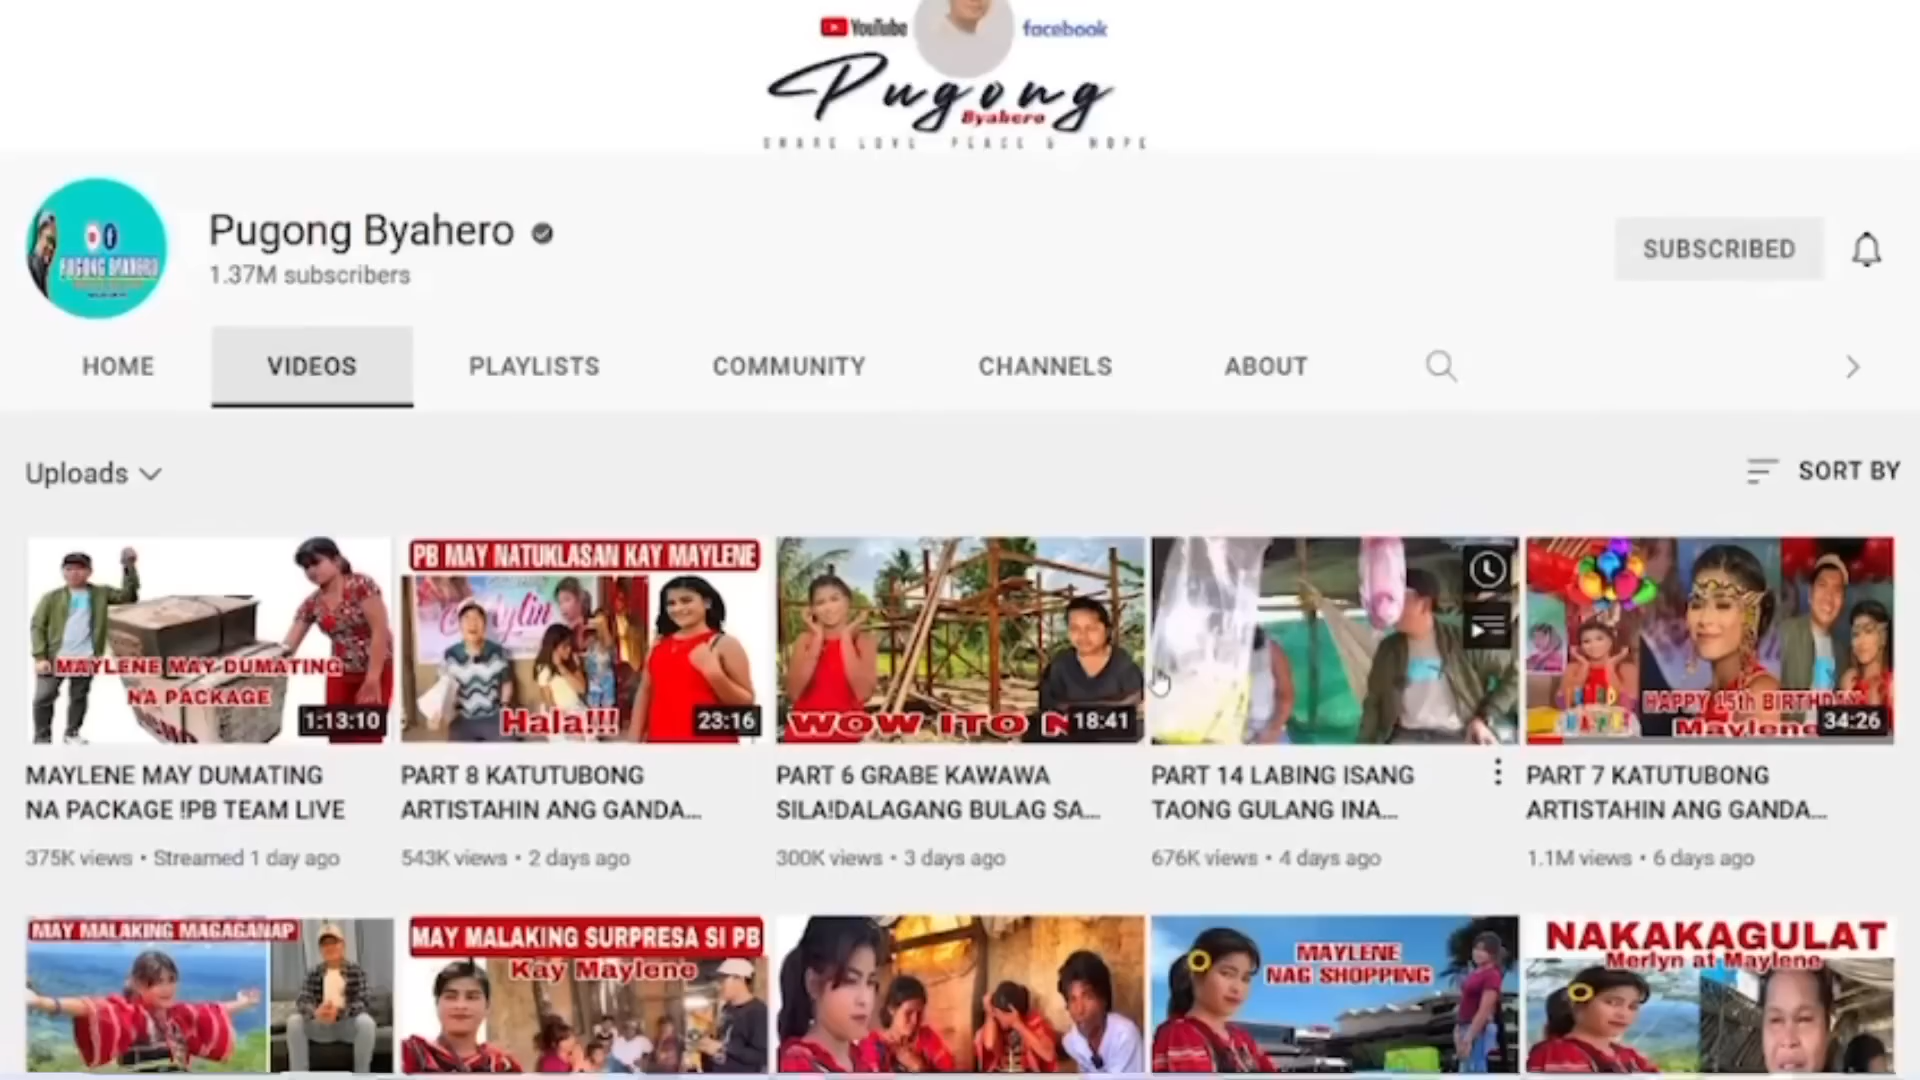 YouTube
facebook
Pugong
Byahero
SHARE LOVE PEACE & HOPE
PUGONG BYAHERO
Pugong Byahero
1.37M subscribers
SUBSCRIBED
HOME
VIDEOS
PLAYLISTS
COMMUNITY
CHANNELS
ABOUT
Uploads
SORT BY
MAYLENE MAY DUMATING
NA PACKAGE
1:13:10
PB MAY NATUKLASAN KAY MAYLENE
Hala!!!
23:16
WOW ITO N
18:41
HAPPY 15th BIRTHDAY
Maylene
34:26
MAYLENE MAY DUMATING
NA PACKAGE !PB TEAM LIVE
375K views • Streamed 1 day ago
PART 8 KATUTUBONG
ARTISTAHIN ANG GANDA...
543K views • 2 days ago
PART 6 GRABE KAWAWA
SILA!DALAGANG BULAG SA...
300K views • 3 days ago
PART 14 LABING ISANG
TAONG GULANG INA...
676K views • 4 days ago
PART 7 KATUTUBONG
ARTISTAHIN ANG GANDA...
1.1M views • 6 days ago
MAY MALAKING MAGAGANAP
MAY MALAKING SURPRESA SI PB
Kay Maylene
MAYLENE
NAG SHOPPING
NAKAKAGULAT
Merlyn at Maylene